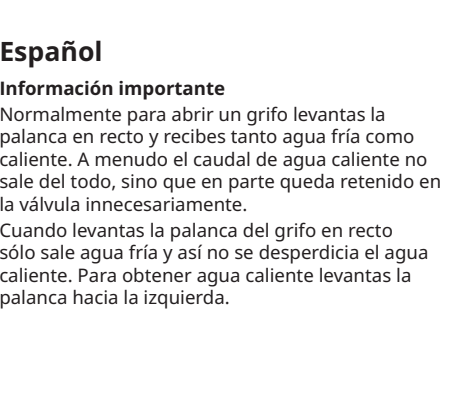 Español
Información importante
Normalmente para abrir un grifo levantas la
palanca en recto y recibes tanto agua fría como
caliente. A menudo el caudal de agua caliente no
sale del todo, sino que en parte queda retenido en
la válvula innecesariamente.
Cuando levantas la palanca del grifo en recto
sólo sale agua fría y así no se desperdicia el agua
caliente. Para obtener agua caliente levantas la
palanca hacia la izquierda.